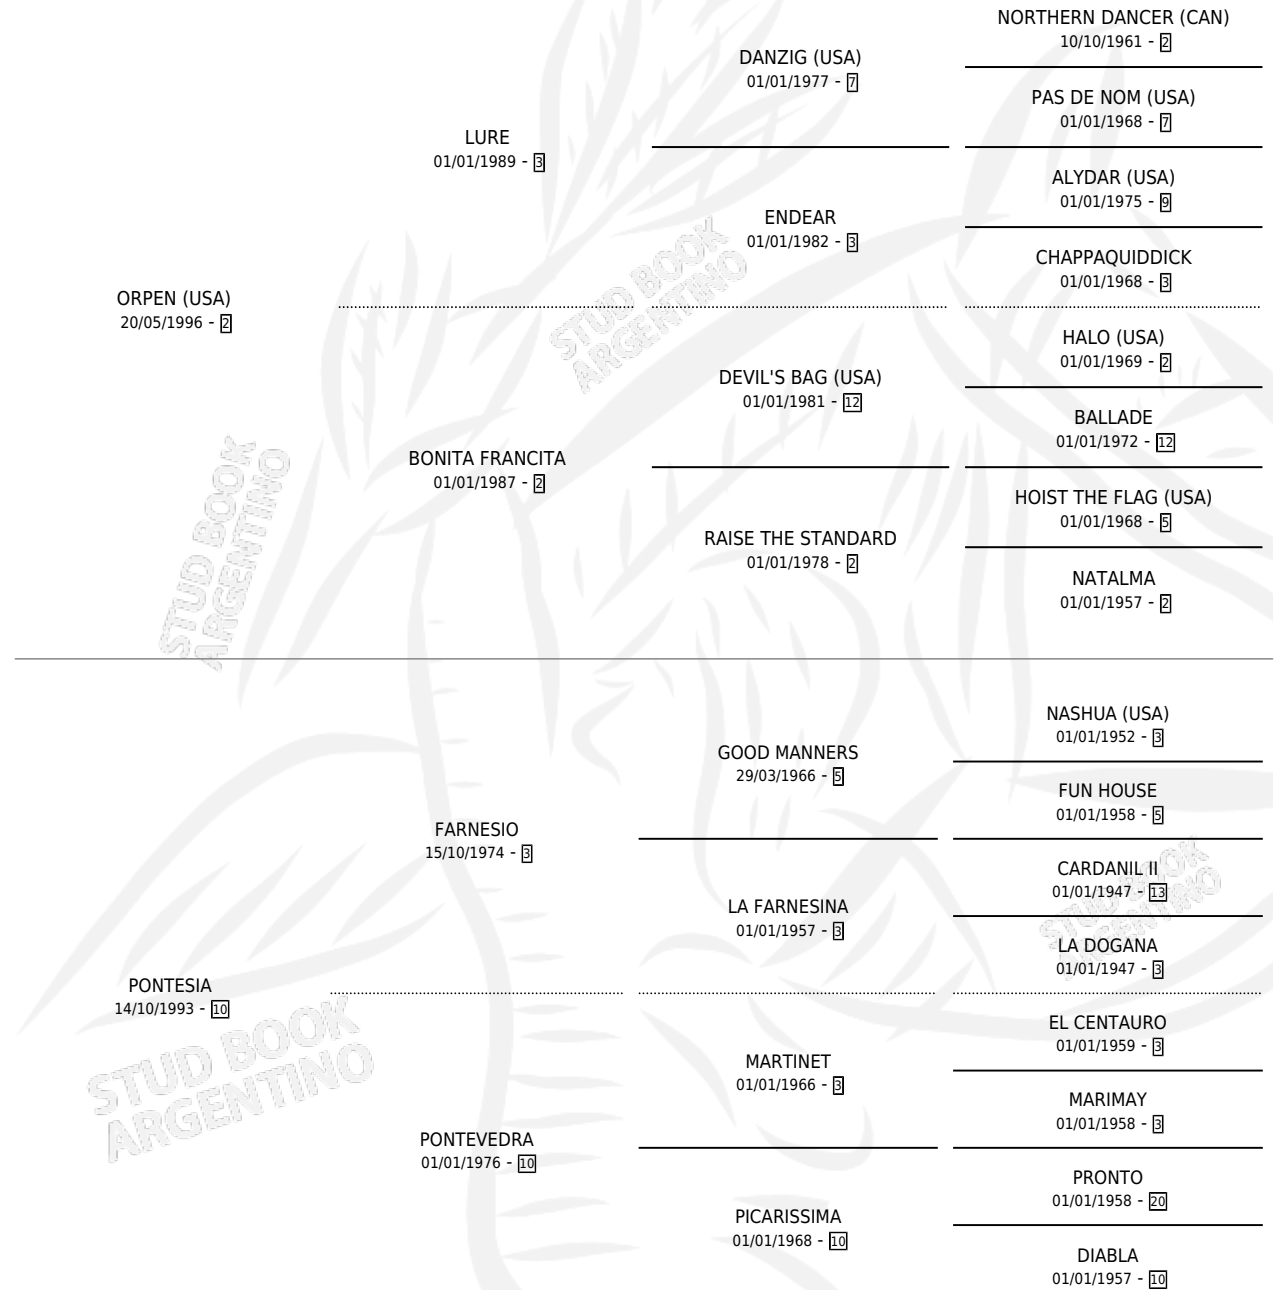 NORTHERN DANCER (CAN)
10/10/1961 - 2
DANZIG (USA)
01/01/1977 - 7
PAS DE NOM (USA)
01/01/1968 - 7
LURE
01/01/1989 - 3
ALYDAR (USA)
01/01/1975 - 9
ENDEAR
01/01/1982 - 3
CHAPPAQUIDDICK
01/01/1968 - 3
ORPEN (USA)
20/05/1996 - 2
HALO (USA)
01/01/1969 - 2
DEVIL'S BAG (USA)
01/01/1981 - 12
BALLADE
01/01/1972 - 12
BONITA FRANCITA
01/01/1987 - 2
HOIST THE FLAG (USA)
01/01/1968 - 5
RAISE THE STANDARD
01/01/1978 - 2
NATALMA
01/01/1957 - 2
STUD BOOK
ARGENTINO
STUD BOOK
ARGENTINO
NASHUA (USA)
01/01/1952 - 3
GOOD MANNERS
29/03/1966 - 5
FUN HOUSE
01/01/1958 - 5
FARNESIO
15/10/1974 - 3
CARDANIL II
01/01/1947 - 13
LA FARNESINA
01/01/1957 - 3
LA DOGANA
01/01/1947 - 3
PONTESIA
14/10/1993 - 10
EL CENTAURO
01/01/1959 - 3
MARTINET
01/01/1966 - 3
MARIMAY
01/01/1958 - 3
PONTEVEDRA
01/01/1976 - 10
PRONTO
01/01/1958 - 20
PICARISSIMA
01/01/1968 - 10
DIABLA
01/01/1957 - 10
STUD BOOK
ARGENTINO
STUD BOOK
ARGENTINO